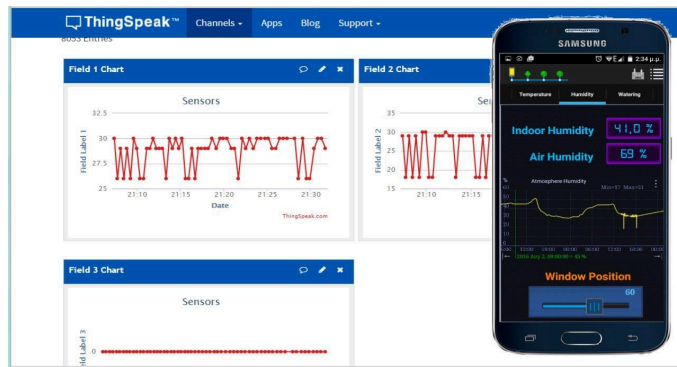 ThingSpeak™ Channels Apps Blog Support
8053 Entries
Field 1 Chart
Sensors
Field Label 1
32.5
30
27.5
25
21:10 21:15 21:20 21:25 21:30
Date
ThingSpeak.com
Field 2 Chart
Field Label 2
35
30
25
20
15
21:10 21:15
Field 3 Chart
Sensors
0
SAMSUNG
2:34 μ.μ.
Temperature Humidity Watering
Indoor Humidity 41,0 %
Air Humidity 69 %
Atmosphere Humidity
%
Window Position
60